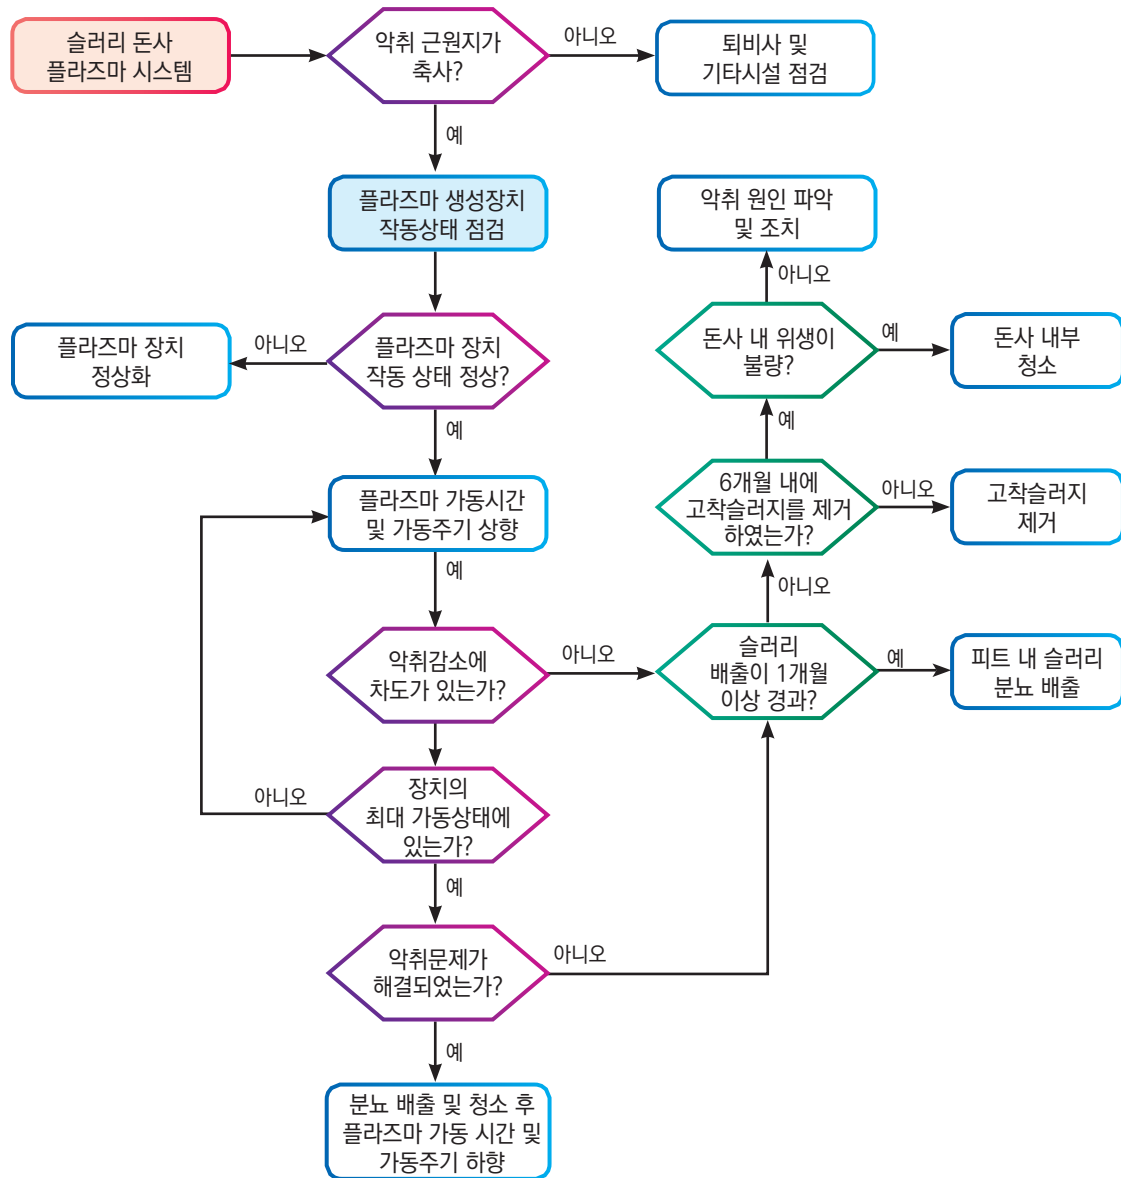 슬러리 돈사
플라즈마 시스템
악취 근원지가
축사?
아니오
퇴비사 및
기타시설 점검
예
플라즈마 생성장치
작동상태 점검
악취 원인 파악
및 조치
아니오
플라즈마 장치
정상화
아니오
플라즈마 장치
작동 상태 정상?
돈사 내 위생이
불량?
예
돈사 내부
청소
예
예
플라즈마 가동시간
및 가동주기 상향
6개월 내에
고착슬러지를 제거
하였는가?
아니오
고착슬러지
제거
예
아니오
악취감소에
차도가 있는가?
아니오
슬러리
배출이 1개월
이상 경과?
예
피트 내 슬러리
분뇨 배출
아니오
장치의
최대 가동상태에
있는가?
예
악취문제가
해결되었는가?
아니오
예
분뇨 배출 및 청소 후
플라즈마 가동 시간 및
가동주기 하향